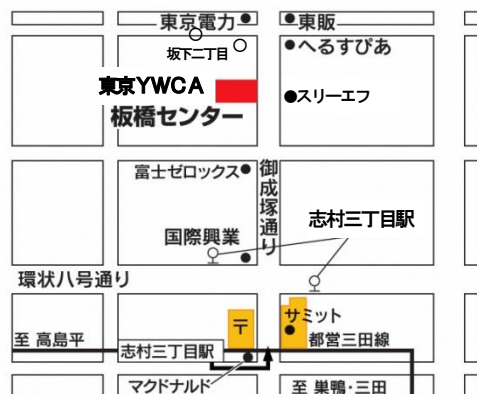 東京電力
東販
坂下二丁目
へるすぴあ
東京YWCA
スリーエフ
板橋センター
富士ゼロックス
御成塚通り
志村三丁目駅
国際興業
環状八号通り
〒
サミット
至 高島平
都営三田線
志村三丁目駅
マクドナルド
至 巣鴨・三田